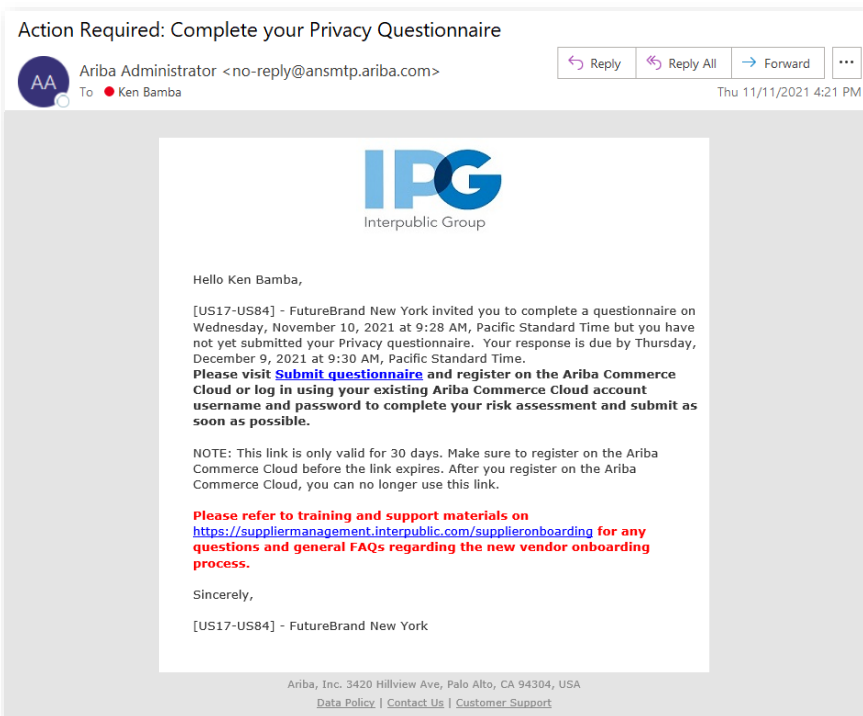 Action Required: Complete your Privacy Questionnaire
AA
Ariba Administrator <no-reply@ansmtp.ariba.com>
To Ken Bamba
Reply
Reply All
Forward
Thu 11/11/2021 4:21 PM
IPG
Interpublic Group
Hello Ken Bamba,
[US17-US84] - FutureBrand New York invited you to complete a questionnaire on
Wednesday, November 10, 2021 at 9:28 AM, Pacific Standard Time but you have
not yet submitted your Privacy questionnaire. Your response is due by Thursday,
December 9, 2021 at 9:30 AM, Pacific Standard Time.
Please visit Submit questionnaire and register on the Ariba Commerce
Cloud or log in using your existing Ariba Commerce Cloud account
username and password to complete your risk assessment and submit as
soon as possible.
NOTE: This link is only valid for 30 days. Make sure to register on the Ariba
Commerce Cloud before the link expires. After you register on the Ariba
Commerce Cloud, you can no longer use this link.
Please refer to training and support materials on
https://suppliermanagement.interpublic.com/supplieronboarding for any
questions and general FAQs regarding the new vendor onboarding
process.
Sincerely,
[US17-US84] - FutureBrand New York
Ariba, Inc. 3420 Hillview Ave, Palo Alto, CA 94304, USA
Data Policy | Contact Us | Customer Support